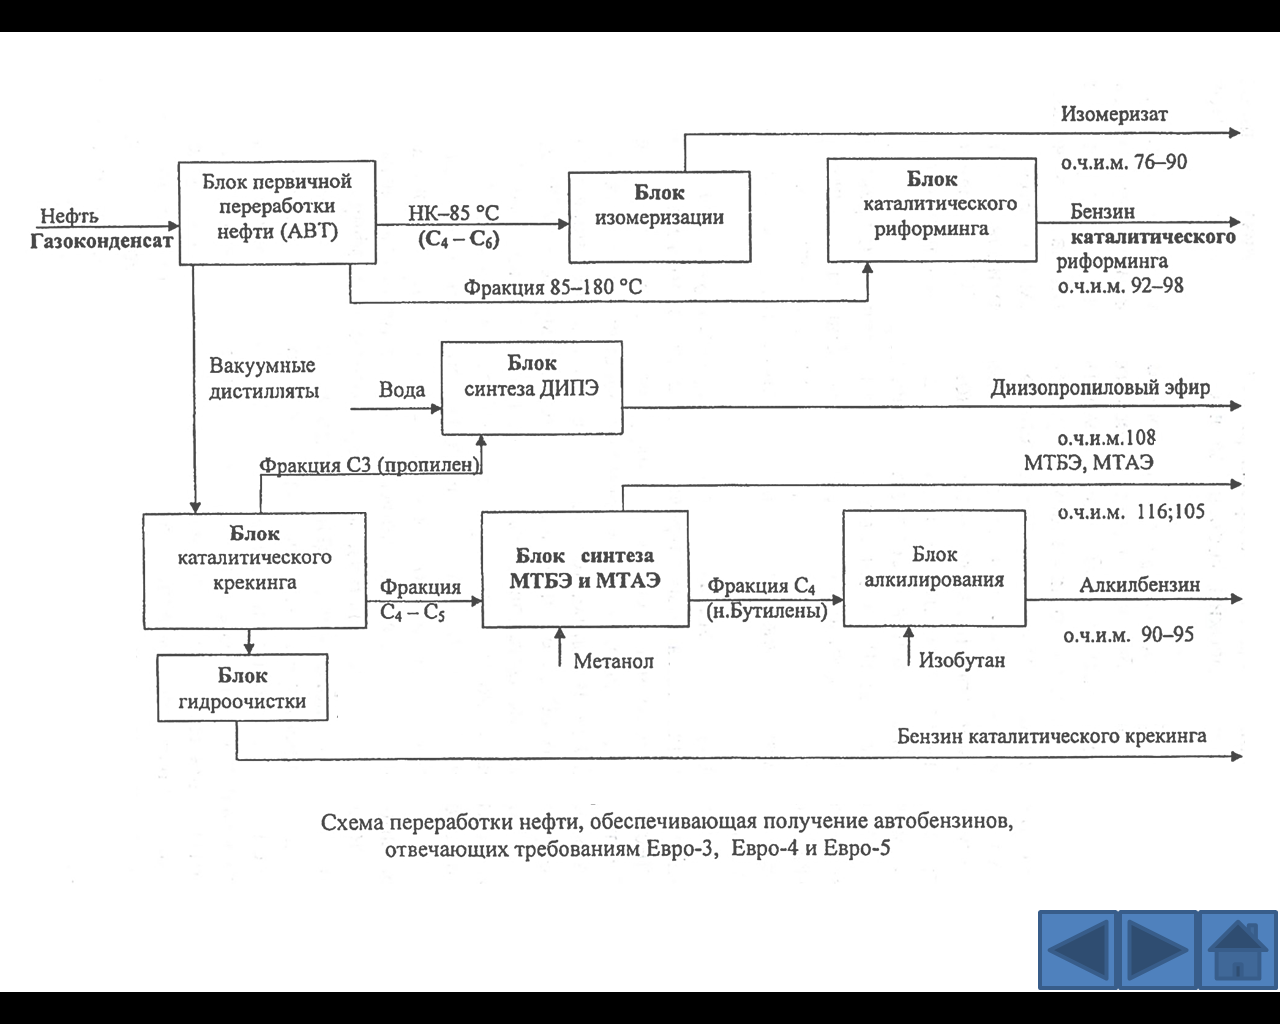 Изомеризат
о.ч.и.м. 76–90
Блок первичной
переработки
нефти (АВТ)
Нефть
Газоконденсат
НК–85 °С
(С₄ – С₆)
Блок
изомеризации
Блок
каталитического
риформинга
Бензин
каталитического
риформинга
о.ч.и.м. 92–98
Фракция 85–180 °С
Вакуумные
дистилляты
Вода
Блок
синтеза ДИПЭ
Диизопропиловый эфир
о.ч.и.м.108
Фракция С3 (пропилен)
МТБЭ, МТАЭ
о.ч.и.м. 116;105
Блок
каталитического
крекинга
Фракция
С₄ – С₅
Блок синтеза
МТБЭ и МТАЭ
Фракция С₄
(н.Бутилены)
Блок
алкилирования
Алкилбензин
о.ч.и.м. 90–95
Метанол
Изобутан
Блок
гидроочистки
Бензин каталитического крекинга
Схема переработки нефти, обеспечивающая получение автобензинов,
отвечающих требованиям Евро-3, Евро-4 и Евро-5